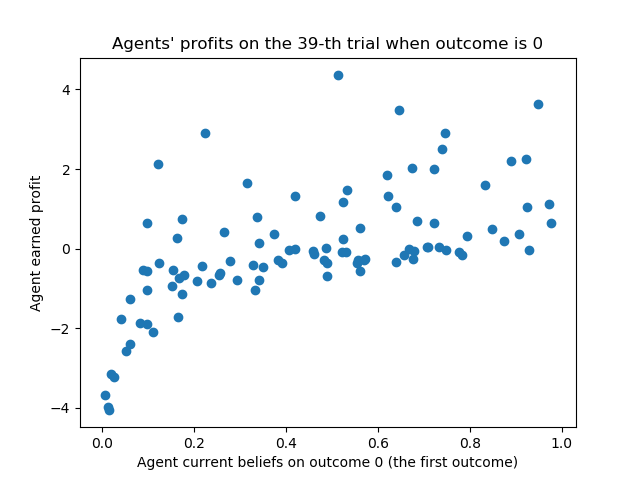 Agents' profits on the 39-th trial when outcome is 0
Agent earned profit
4
2
0
−2
−4
0.0 0.2 0.4 0.6 0.8 1.0
Agent current beliefs on outcome 0 (the first outcome)